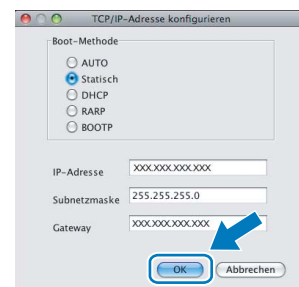 TCP/IP-Adresse konfigurieren
Boot-Methode
AUTO
Statisch
DHCP
RARP
BOOTP
IP-Adresse XXX.XXX.XXX.XXX
Subnetzmaske 255.255.255.0
Gateway XXX.XXX.XXX.XXX
OK Abbrechen